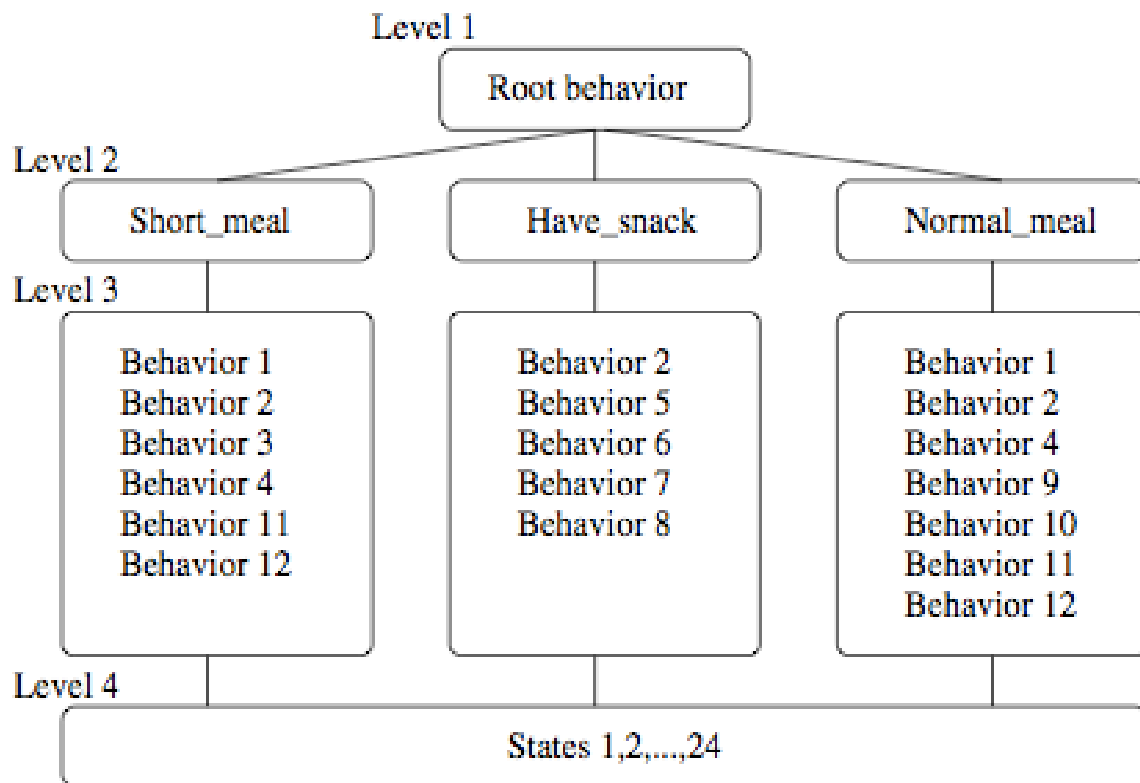 Level 1
Root behavior
Level 2
Short_meal
Have_snack
Normal_meal
Level 3
Behavior 1
Behavior 2
Behavior 3
Behavior 4
Behavior 11
Behavior 12
Behavior 2
Behavior 5
Behavior 6
Behavior 7
Behavior 8
Behavior 1
Behavior 2
Behavior 4
Behavior 9
Behavior 10
Behavior 11
Behavior 12
Level 4
States 1,2,...,24